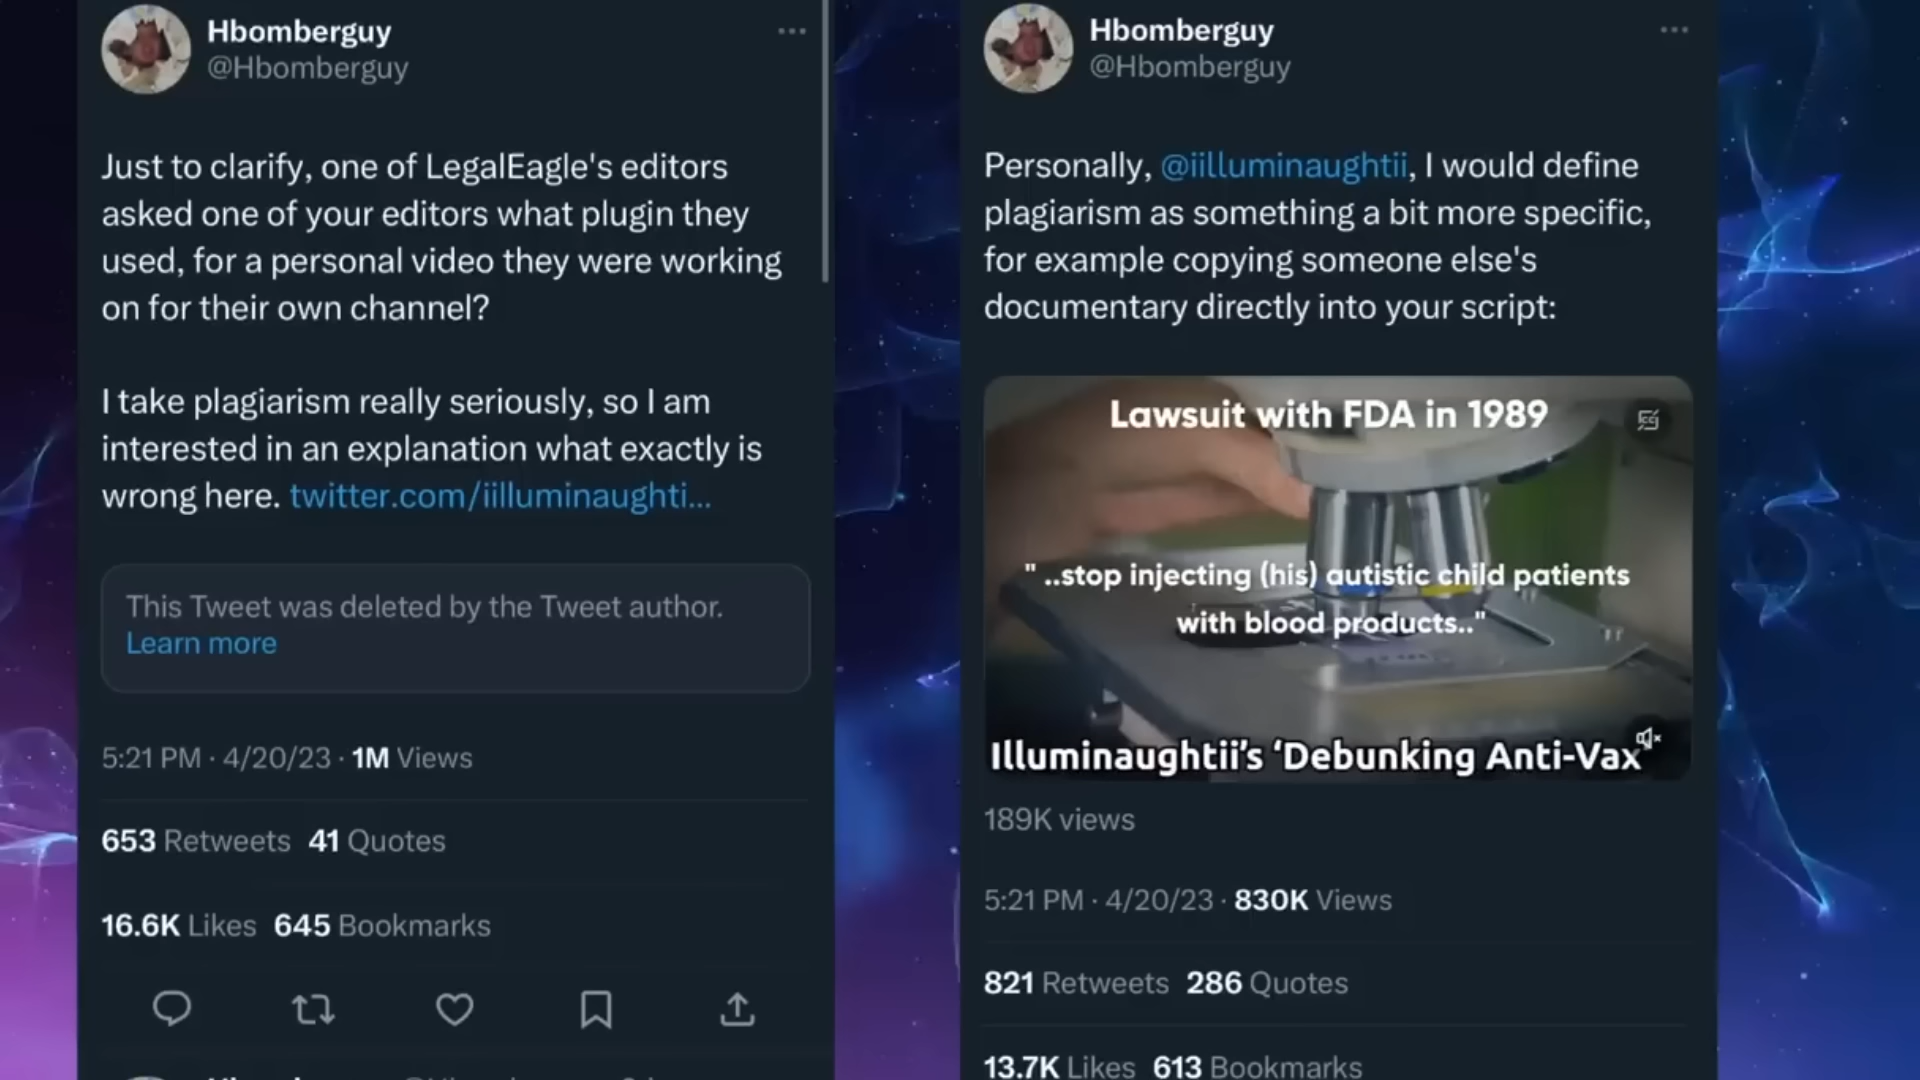 Hbomberguy
@Hbomberguy
Just to clarify, one of LegalEagle's editors
asked one of your editors what plugin they
used, for a personal video they were working
on for their own channel?
I take plagiarism really seriously, so I am
interested in an explanation what exactly is
wrong here. twitter.com/iilluminaughti...
This Tweet was deleted by the Tweet author.
Learn more
5:21 PM · 4/20/23 · 1M Views
653 Retweets 41 Quotes
16.6K Likes 645 Bookmarks
Hbomberguy
@Hbomberguy
Personally, @iilluminaughtii, I would define
plagiarism as something a bit more specific,
for example copying someone else's
documentary directly into your script:
Lawsuit with FDA in 1989
" ..stop injecting (his) autistic child patients
with blood products.."
Illuminaughtii's ‘Debunking Anti-Vax
189K views
5:21 PM · 4/20/23 · 830K Views
821 Retweets 286 Quotes
13.7K Likes 613 Bookmarks